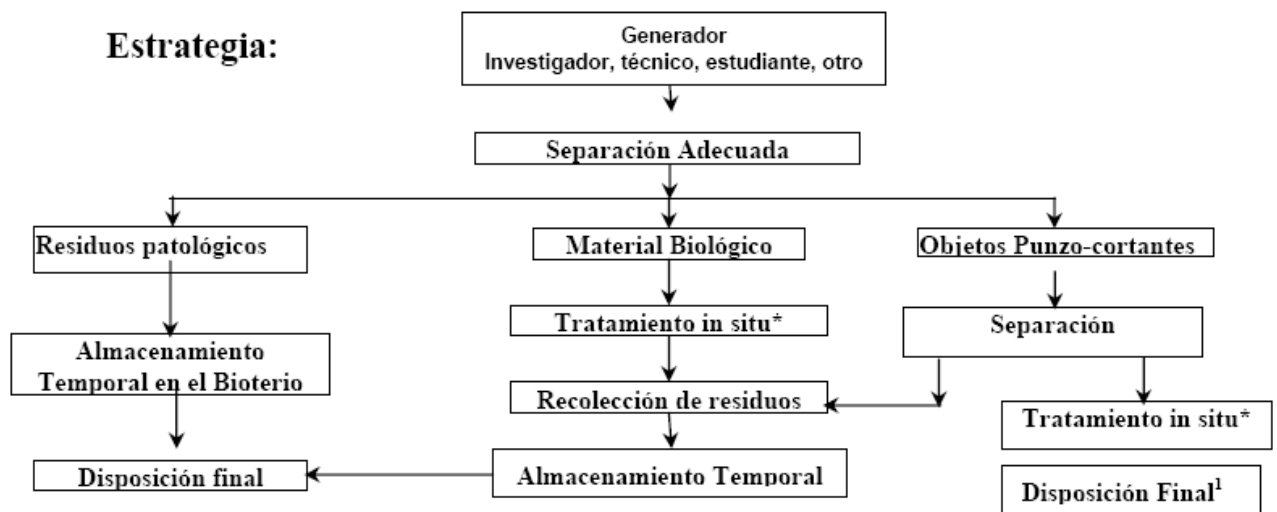 Estrategia:
Generador
Investigador, técnico, estudiante, otro
Separación Adecuada
Residuos patológicos
Material Biológico
Objetos Punzo-cortantes
Tratamiento in situ*
Separación
Almacenamiento
Temporal en el Bioterio
Recolección de residuos
Tratamiento in situ*
Disposición final
Almacenamiento Temporal
Disposición Final¹